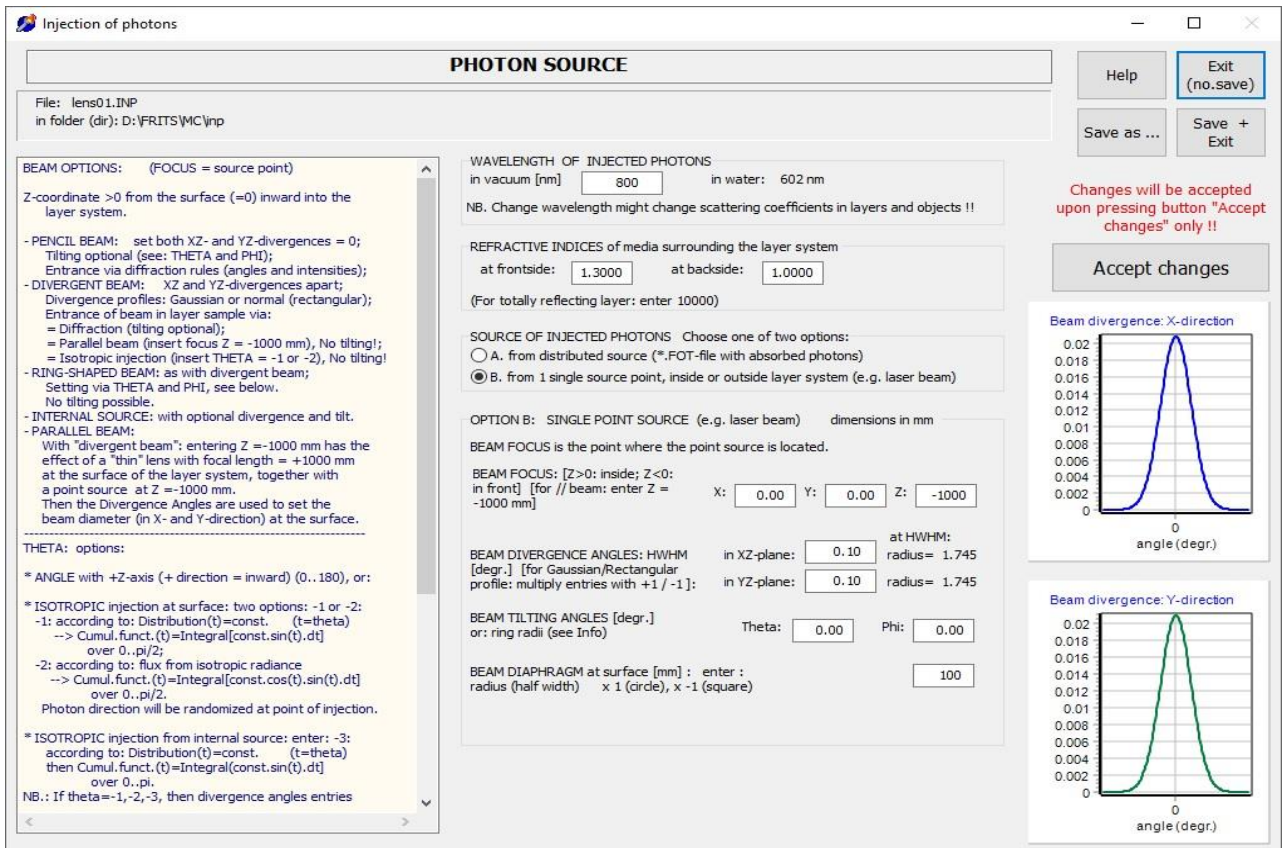 Injection of photons
PHOTON SOURCE
Help
Exit
(no.save)
File: lens01.INP
in folder (dir): D:\FRITS\MC\inp
Save as ...
Save +
Exit
BEAM OPTIONS: (FOCUS = source point)
Z-coordinate >0 from the surface (=0) inward into the
layer system.
- PENCIL BEAM: set both XZ- and YZ-divergences = 0;
Tilting optional (see: THETA and PHI);
Entrance via diffraction rules (angles and intensities);
- DIVERGENT BEAM: XZ and YZ-divergences apart;
Divergence profiles: Gaussian or normal (rectangular);
Entrance of beam in layer sample via:
= Diffraction (tilting optional);
= Parallel beam (insert focus Z = -1000 mm), No tilting!;
= Isotropic injection (insert THETA = -1 or -2), No tilting!
- RING-SHAPED BEAM: as with divergent beam;
Setting via THETA and PHI, see below.
No tilting possible.
- INTERNAL SOURCE: with optional divergence and tilt.
- PARALLEL BEAM:
With "divergent beam": entering Z =-1000 mm has the
effect of a "thin" lens with focal length = +1000 mm
at the surface of the layer system, together with
a point source at Z =-1000 mm.
Then the Divergence Angles are used to set the
beam diameter (in X- and Y-direction) at the surface.
--------------------------------------------------------------------
THETA: options:
* ANGLE with +Z-axis (+ direction = inward) (0..180), or:
* ISOTROPIC injection at surface: two options: -1 or -2:
-1: according to: Distribution(t)=const. (t=theta)
--> Cumul.funct.(t)=Integral[const.sin(t).dt]
over 0..pi/2;
-2: according to: flux from isotropic radiance
--> Cumul.funct.(t)=Integral[const.cos(t).sin(t).dt]
over 0..pi/2.
Photon direction will be randomized at point of injection.
* ISOTROPIC injection from internal source: enter: -3:
according to: Distribution(t)=const. (t=theta)
then Cumul.funct.(t)=Integral(const.sin(t).dt]
over 0..pi.
NB.: If theta=-1,-2,-3, then divergence angles entries
WAVELENGTH OF INJECTED PHOTONS
in vacuum [nm] 800 in water: 602 nm
NB. Change wavelength might change scattering coefficients in layers and objects !!
REFRACTIVE INDICES of media surrounding the layer system
at frontside: 1.3000 at backside: 1.0000
(For totally reflecting layer: enter 10000)
SOURCE OF INJECTED PHOTONS Choose one of two options:
A. from distributed source (*.FOT-file with absorbed photons)
B. from 1 single source point, inside or outside layer system (e.g. laser beam)
OPTION B: SINGLE POINT SOURCE (e.g. laser beam) dimensions in mm
BEAM FOCUS is the point where the point source is located.
BEAM FOCUS: [Z>0: inside; Z<0:
in front] [for // beam: enter Z =
-1000 mm]
X: 0.00 Y: 0.00 Z: -1000
at HWHM:
BEAM DIVERGENCE ANGLES: HWHM
[degr.] [for Gaussian/Rectangular
profile: multiply entries with +1 / -1]:
in XZ-plane: 0.10 radius= 1.745
in YZ-plane: 0.10 radius= 1.745
BEAM TILTING ANGLES [degr.]
or: ring radii (see Info)
Theta: 0.00 Phi: 0.00
BEAM DIAPHRAGM at surface [mm] : enter :
radius (half width) x 1 (circle), x -1 (square)
100
Changes will be accepted
upon pressing button "Accept
changes" only !!
Accept changes
Beam divergence: X-direction
0.02
0.018
0.016
0.014
0.012
0.01
0.008
0.006
0.004
0.002
0
0
angle (degr.)
Beam divergence: Y-direction
0.02
0.018
0.016
0.014
0.012
0.01
0.008
0.006
0.004
0.002
0
0
angle (degr.)